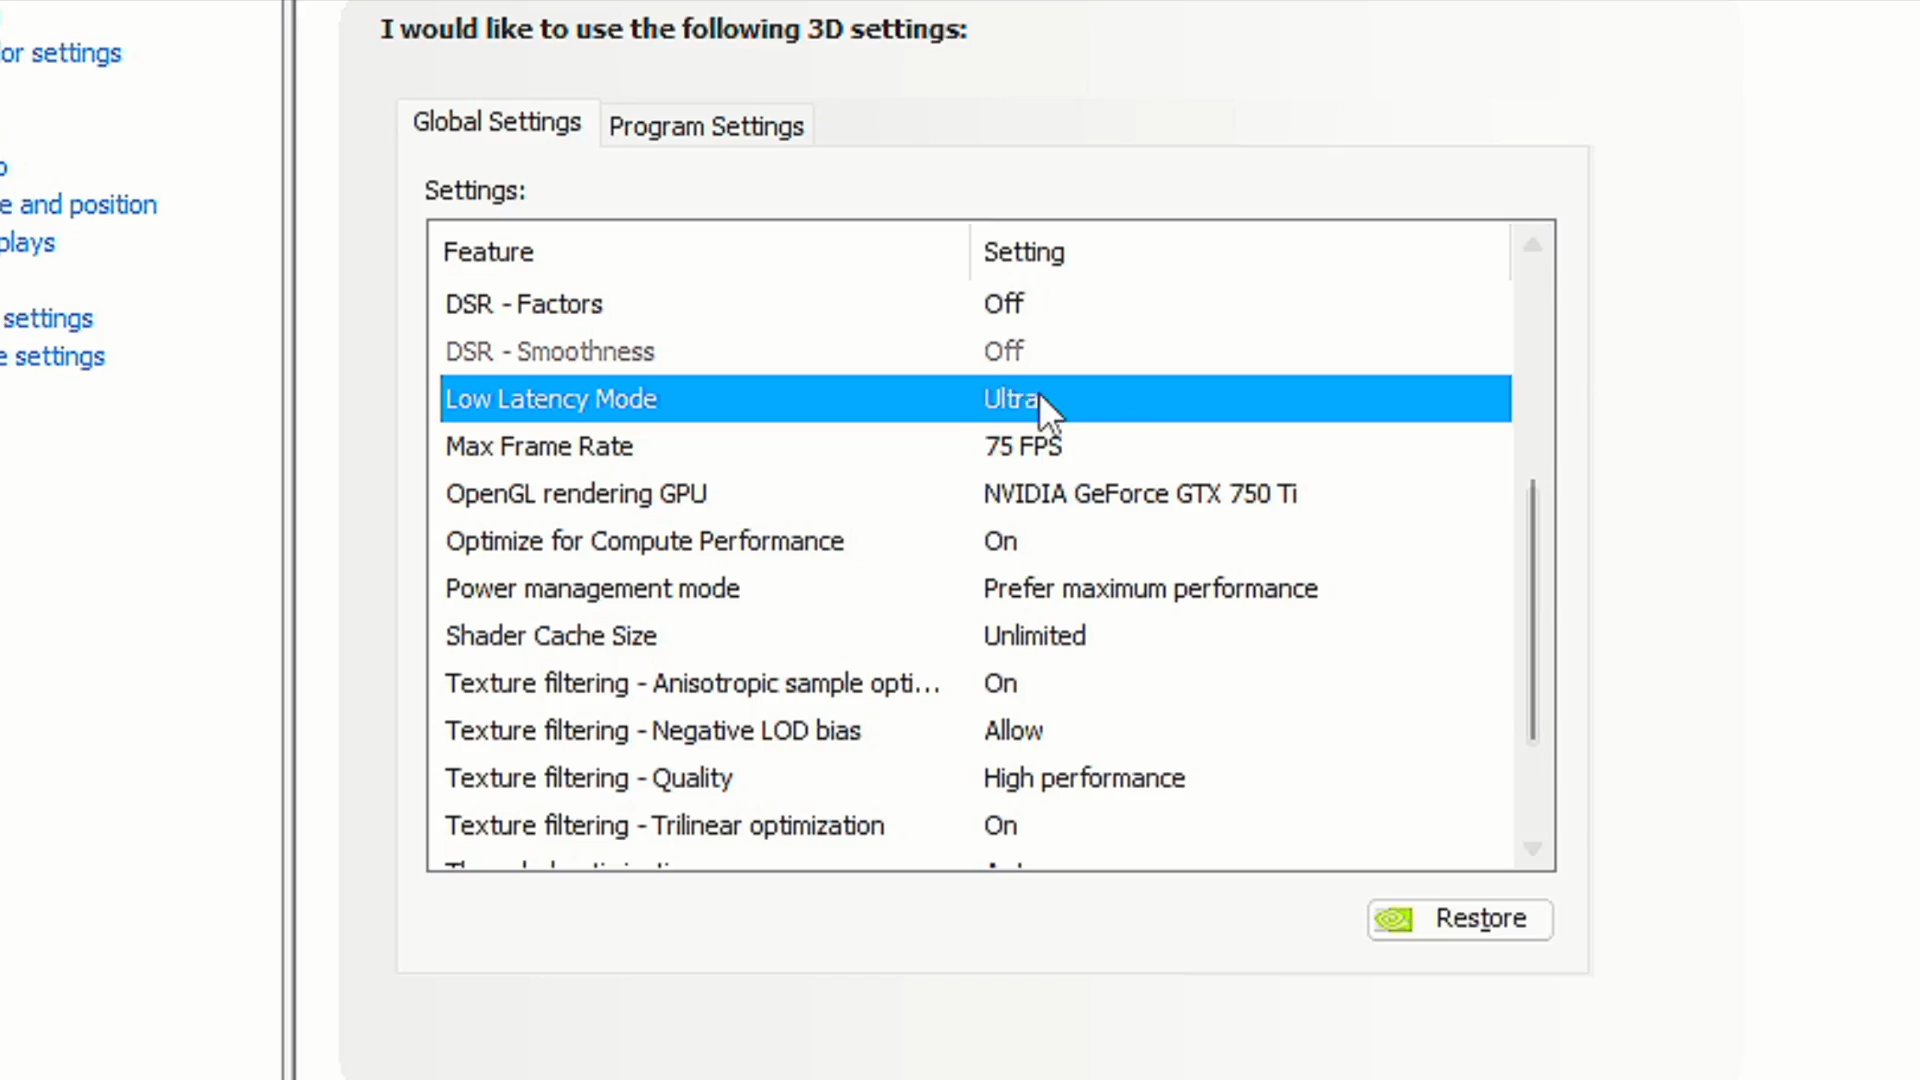 I would like to use the following 3D settings:
or settings
Global Settings
Program Settings
e and position
plays
settings
e settings
Settings:
Feature Setting
DSR - Factors Off
DSR - Smoothness Off
Low Latency Mode Ultra
Max Frame Rate 75 FPS
OpenGL rendering GPU NVIDIA GeForce GTX 750 Ti
Optimize for Compute Performance On
Power management mode Prefer maximum performance
Shader Cache Size Unlimited
Texture filtering - Anisotropic sample opti... On
Texture filtering - Negative LOD bias Allow
Texture filtering - Quality High performance
Texture filtering - Trilinear optimization On
Restore